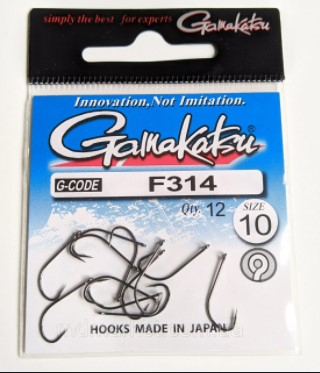 simply the best for experts Gamakatsu
Innovation, Not Imitation.
Gamakatsu®
G-CODE F314
Qty. 12 SIZE
10
HOOKS MADE IN JAPAN